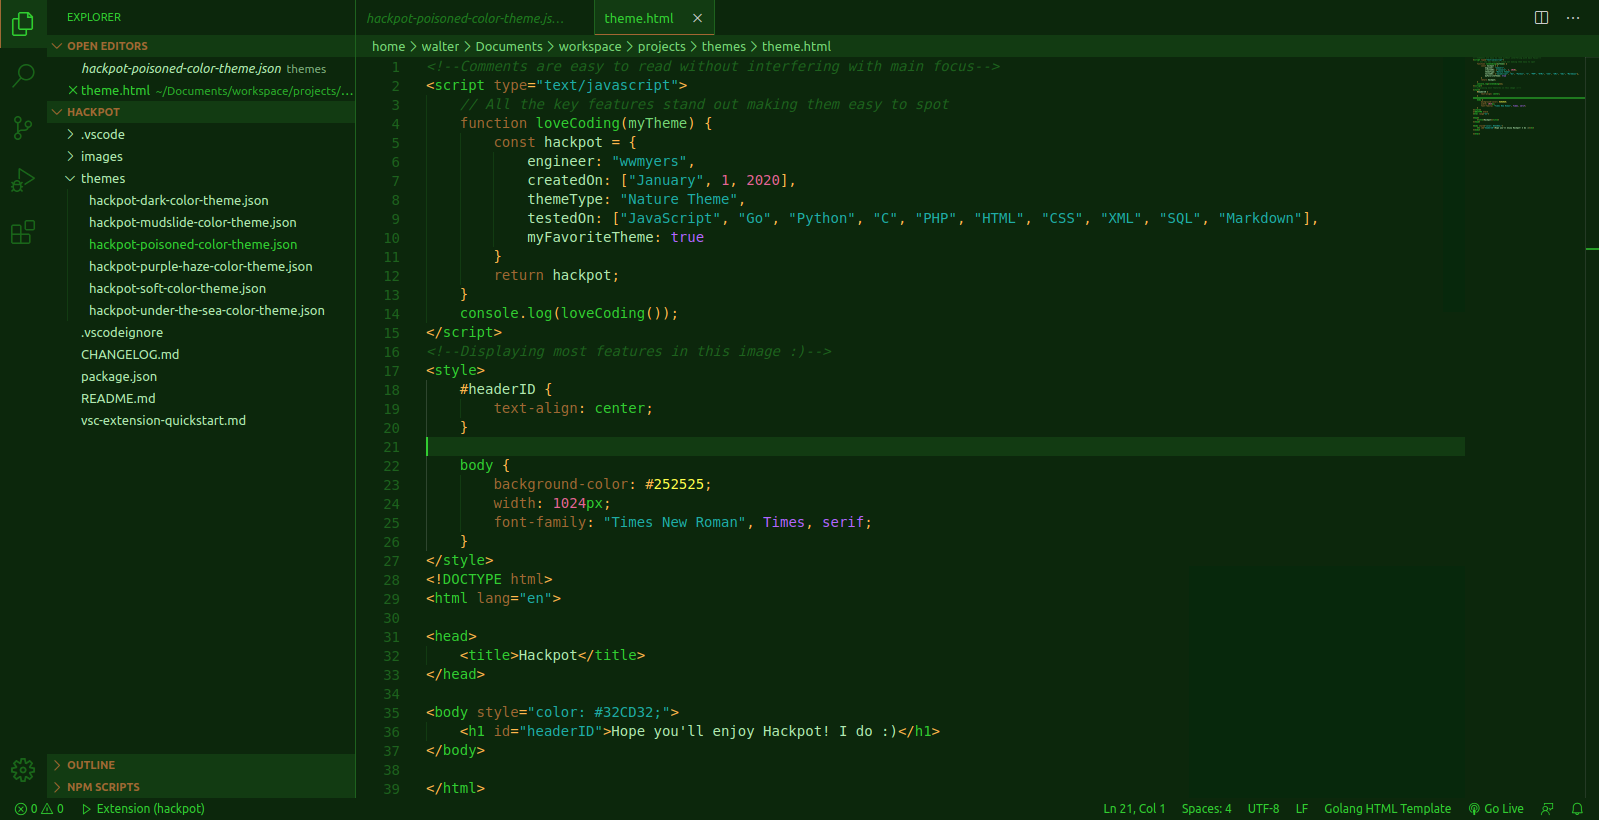 EXPLORER
OPEN EDITORS
hackpot-poisoned-color-theme.json themes
theme.html ~/Documents/workspace/projects/...
HACKPOT
.vscode
images
themes
hackpot-dark-color-theme.json
hackpot-mudslide-color-theme.json
hackpot-poisoned-color-theme.json
hackpot-purple-haze-color-theme.json
hackpot-soft-color-theme.json
hackpot-under-the-sea-color-theme.json
.vscodeignore
CHANGELOG.md
package.json
README.md
vsc-extension-quickstart.md
OUTLINE
NPM SCRIPTS
hackpot-poisoned-color-theme.js... theme.html
home > walter > Documents > workspace > projects > themes > theme.html
1 <!--Comments are easy to read without interfering with main focus-->
2 <script type="text/javascript">
3 // All the key features stand out making them easy to spot
4 function loveCoding(myTheme) {
5 const hackpot = {
6 engineer: "wwmyers",
7 createdOn: ["January", 1, 2020],
8 themeType: "Nature Theme",
9 testedOn: ["JavaScript", "Go", "Python", "C", "PHP", "HTML", "CSS", "XML", "SQL", "Markdown"],
10 myFavoriteTheme: true
11 }
12 return hackpot;
13 }
14 console.log(loveCoding());
15 </script>
16 <!--Displaying most features in this image :)-->
17 <style>
18 #headerID {
19 text-align: center;
20 }
21
22 body {
23 background-color: #252525;
24 width: 1024px;
25 font-family: "Times New Roman", Times, serif;
26 }
27 </style>
28 <!DOCTYPE html>
29 <html lang="en">
30
31 <head>
32 <title>Hackpot</title>
33 </head>
34
35 <body style="color: #32CD32;">
36 <h1 id="headerID">Hope you'll enjoy Hackpot! I do :)</h1>
37 </body>
38
39 </html>
0 0 Extension (hackpot) Ln 21, Col 1 Spaces: 4 UTF-8 LF Golang HTML Template Go Live